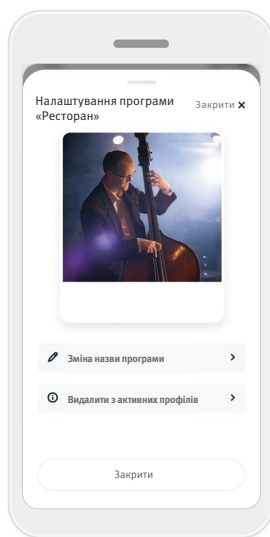 Налаштування програми
«Ресторан»
Закрити ×
Зміна назви програми
Видалити з активних профілів
Закрити